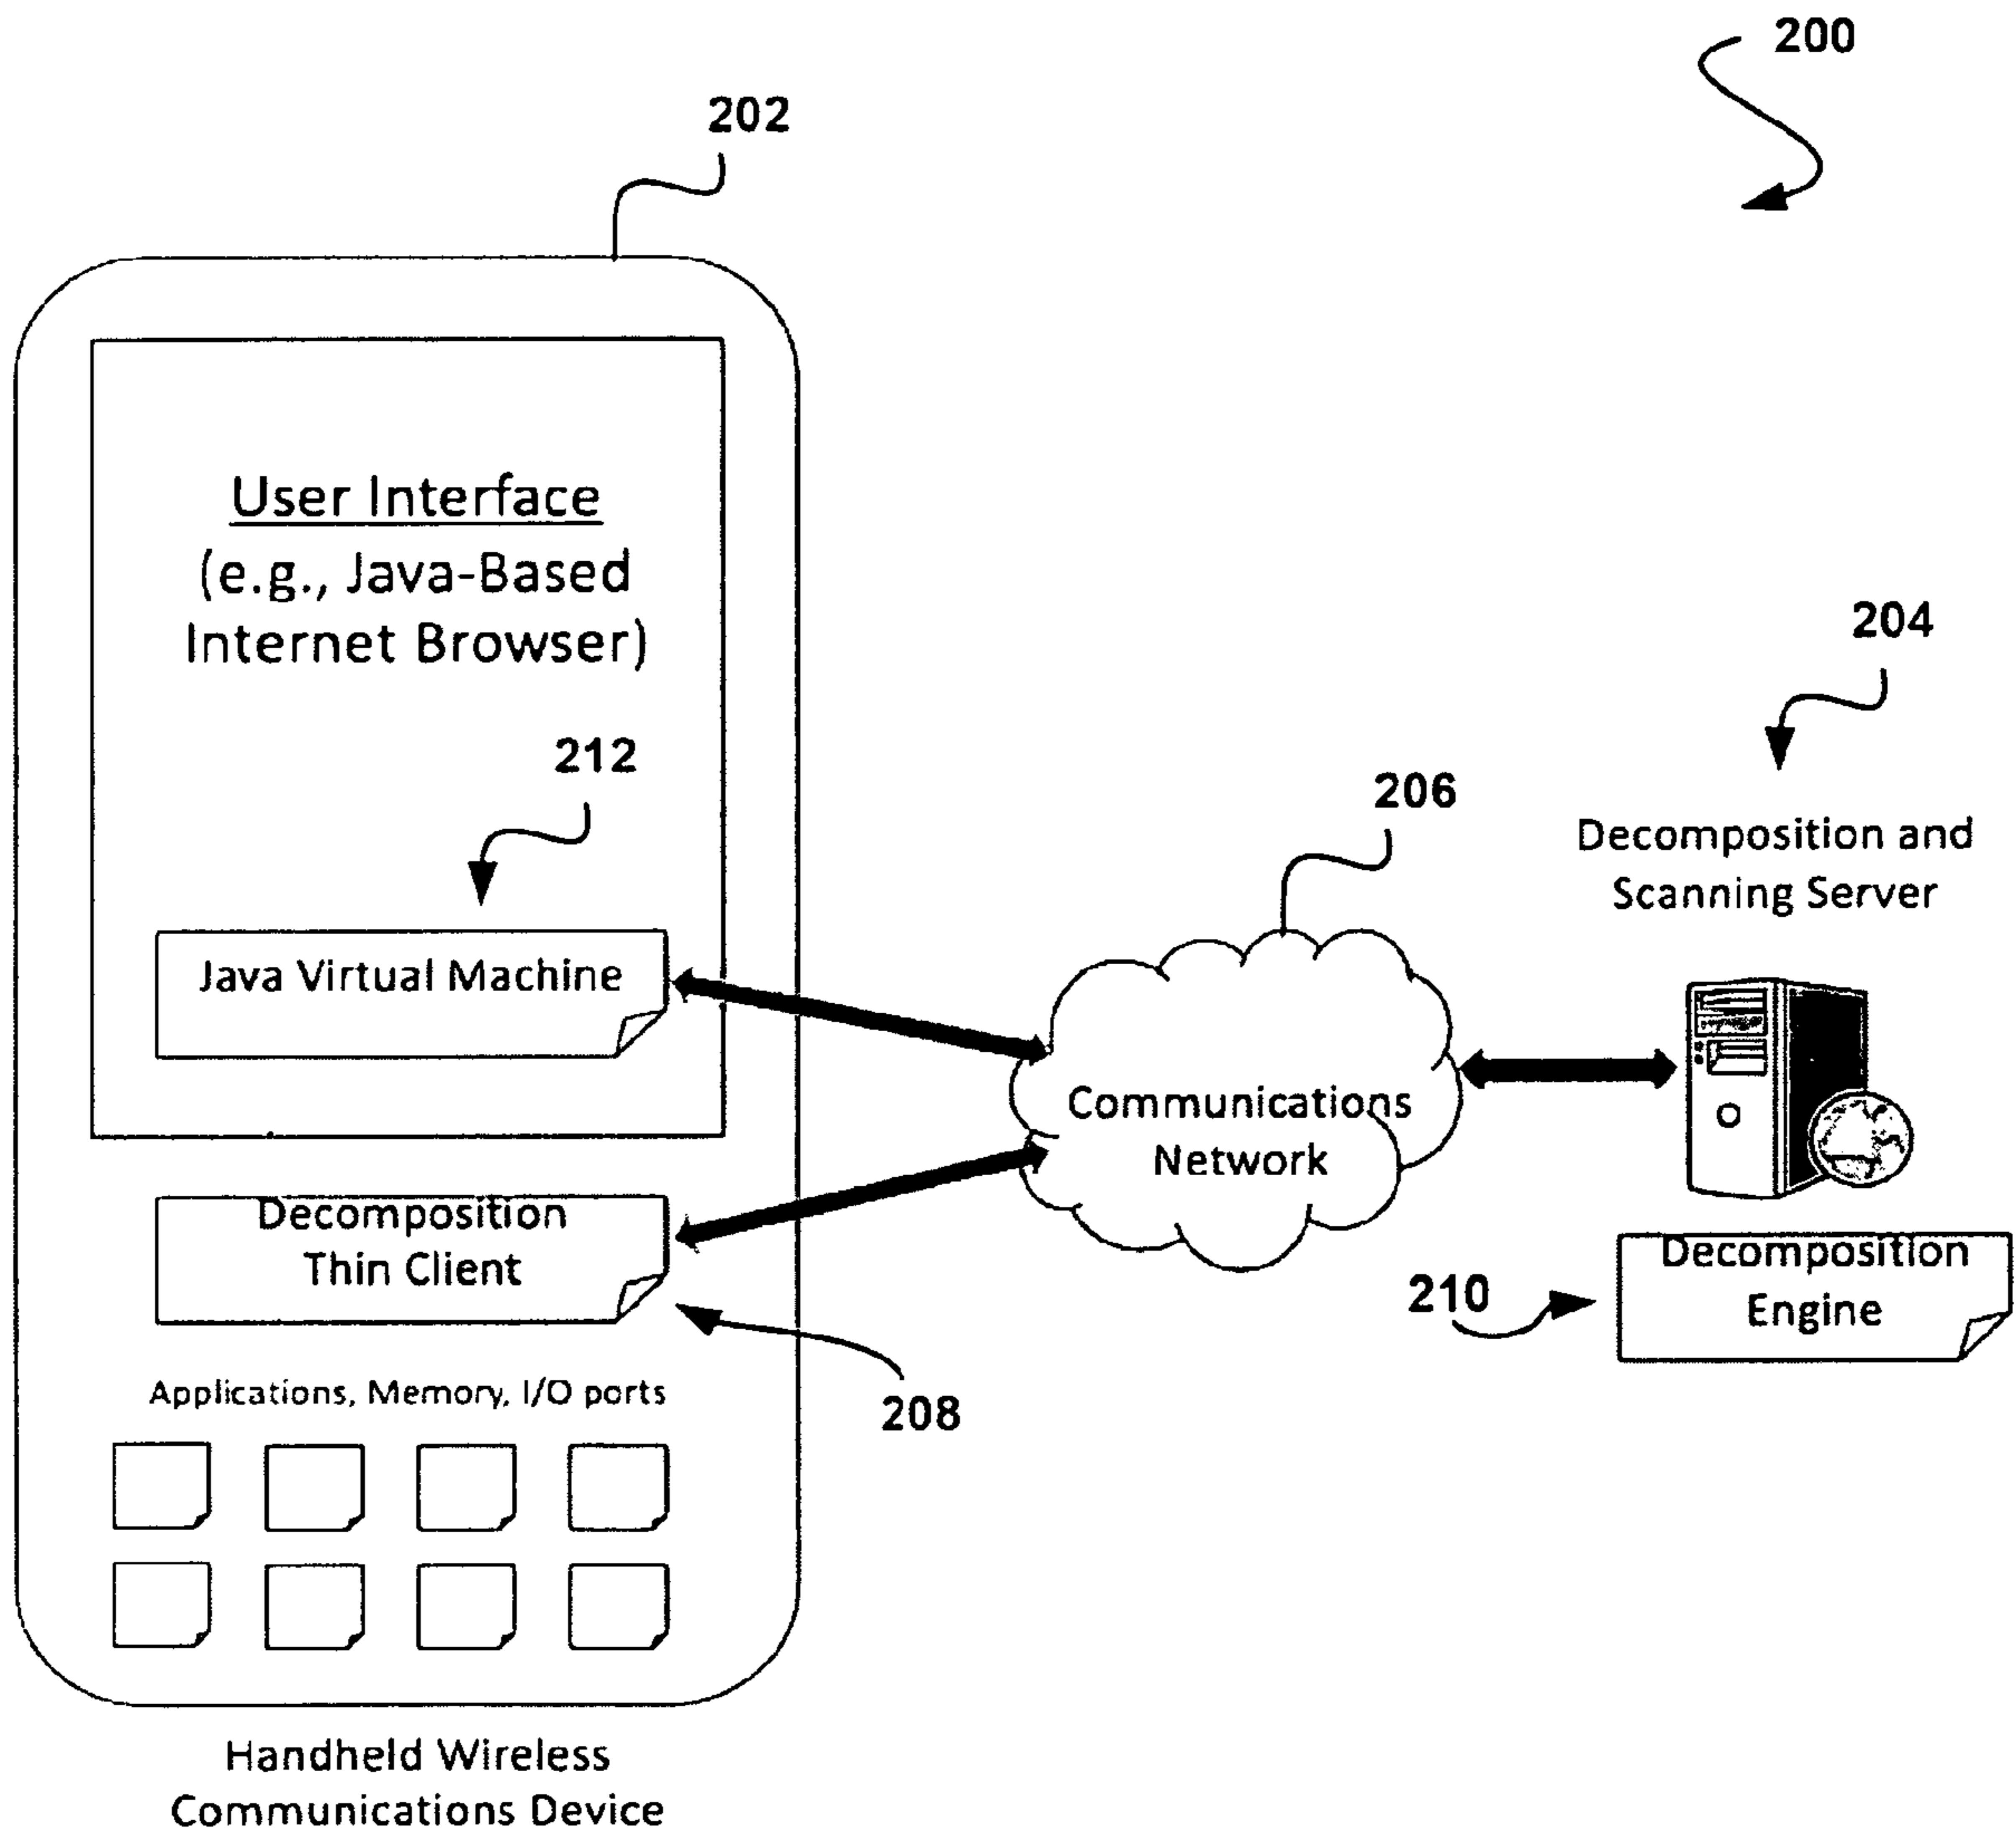 200
202
User Interface
(e.g., Java-Based
Internet Browser)
212
Java Virtual Machine
204
206
Decomposition and
Scanning Server
Communications
Network
Decomposition
Thin Client
210
Decomposition
Engine
208
Applications, Memory, I/O ports
Handheld Wireless
Communications Device